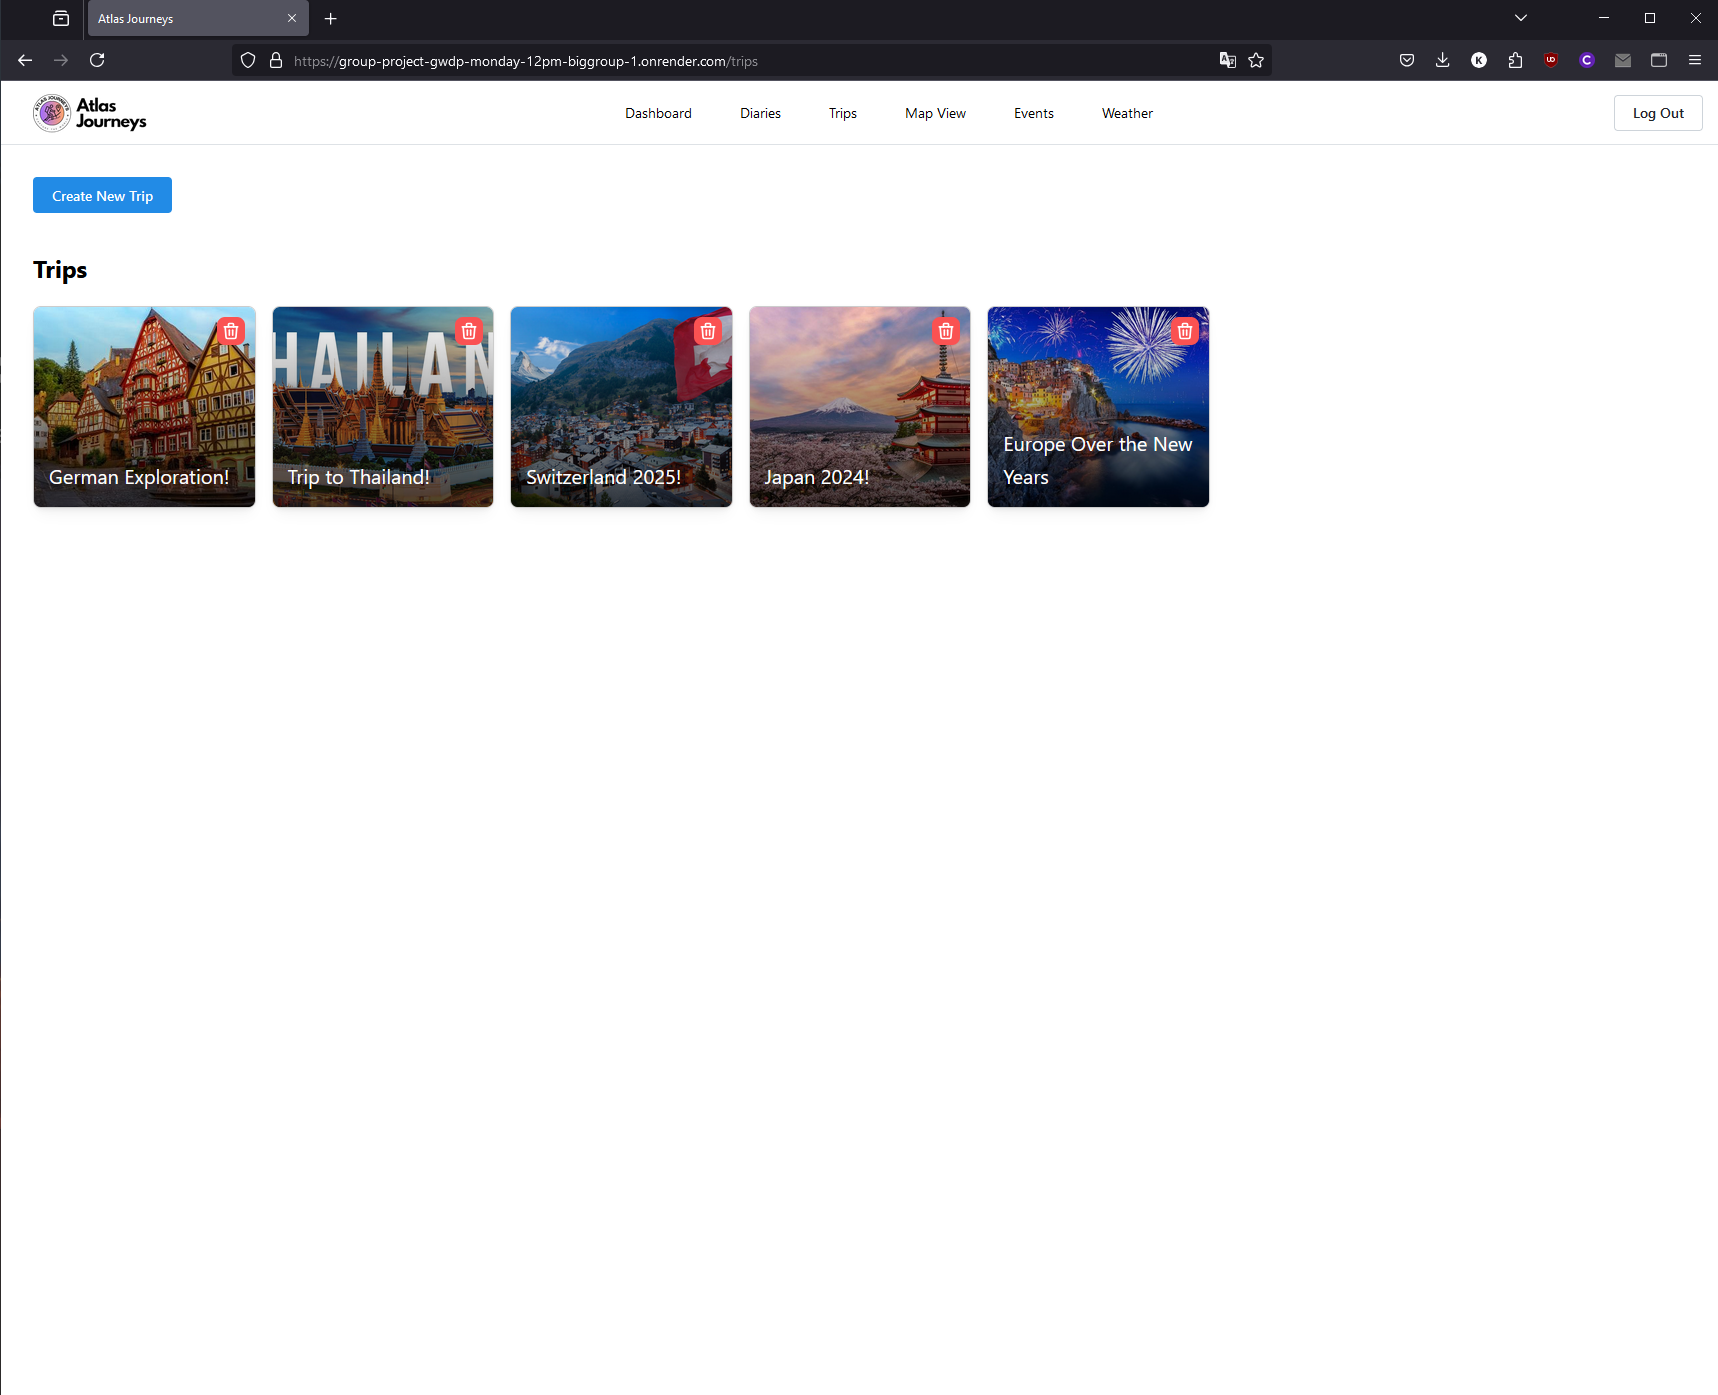 Atlas Journeys
https://group-project-gwdp-monday-12pm-biggroup-1.onrender.com/trips
K
UD
C
Atlas
Journeys
Dashboard
Diaries
Trips
Map View
Events
Weather
Log Out
Create New Trip
Trips
HAILAN
German Exploration!
Trip to Thailand!
Switzerland 2025!
Japan 2024!
Europe Over the New
Years